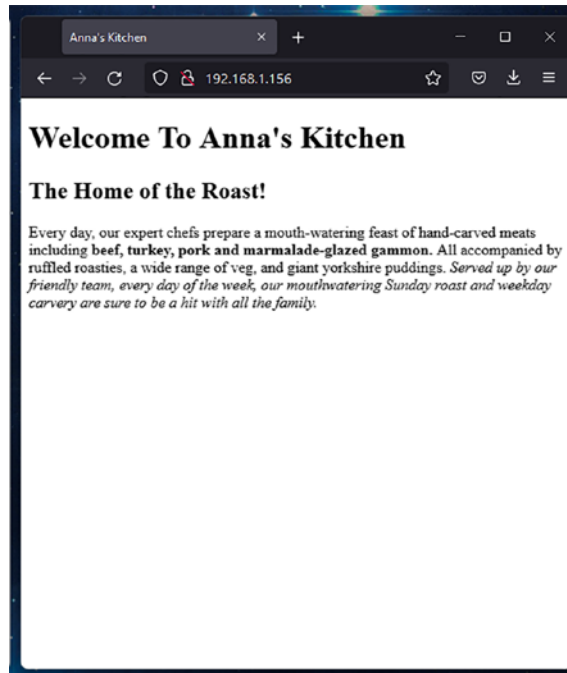 Anna's Kitchen
192.168.1.156
Welcome To Anna's Kitchen
The Home of the Roast!
Every day, our expert chefs prepare a mouth-watering feast of hand-carved meats
including beef, turkey, pork and marmalade-glazed gammon. All accompanied by
ruffled roasties, a wide range of veg, and giant yorkshire puddings. Served up by our
friendly team, every day of the week, our mouthwatering Sunday roast and weekday
carvery are sure to be a hit with all the family.